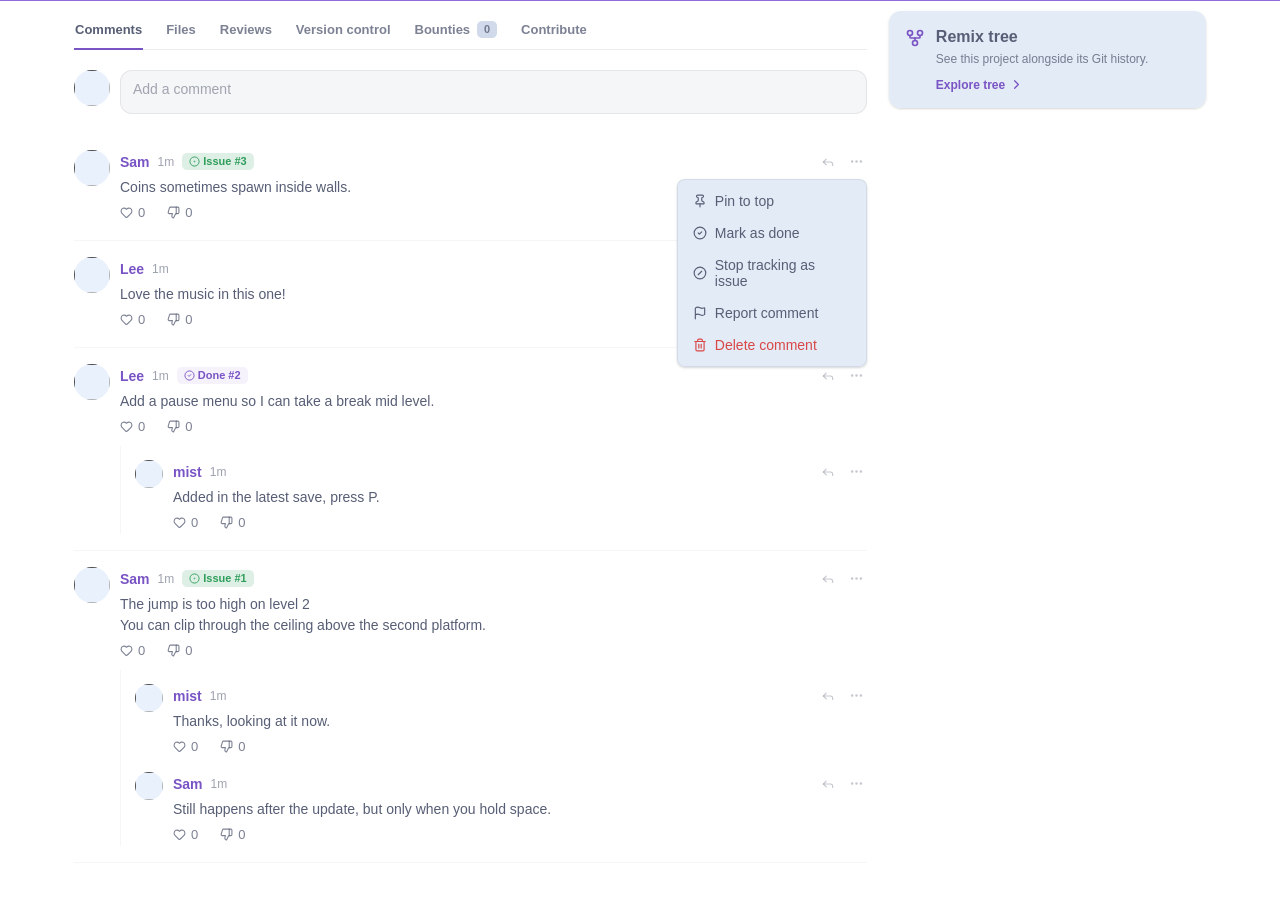 Comments Files Reviews Version control Bounties 0 Contribute
Add a comment
Sam 1m Issue #3
Coins sometimes spawn inside walls.
0 0
Pin to top
Mark as done
Stop tracking as
issue
Report comment
Delete comment
Lee 1m
Love the music in this one!
0 0
Lee 1m Done #2
Add a pause menu so I can take a break mid level.
0 0
mist 1m
Added in the latest save, press P.
0 0
Sam 1m Issue #1
The jump is too high on level 2
You can clip through the ceiling above the second platform.
0 0
mist 1m
Thanks, looking at it now.
0 0
Sam 1m
Still happens after the update, but only when you hold space.
0 0
Remix tree
See this project alongside its Git history.
Explore tree